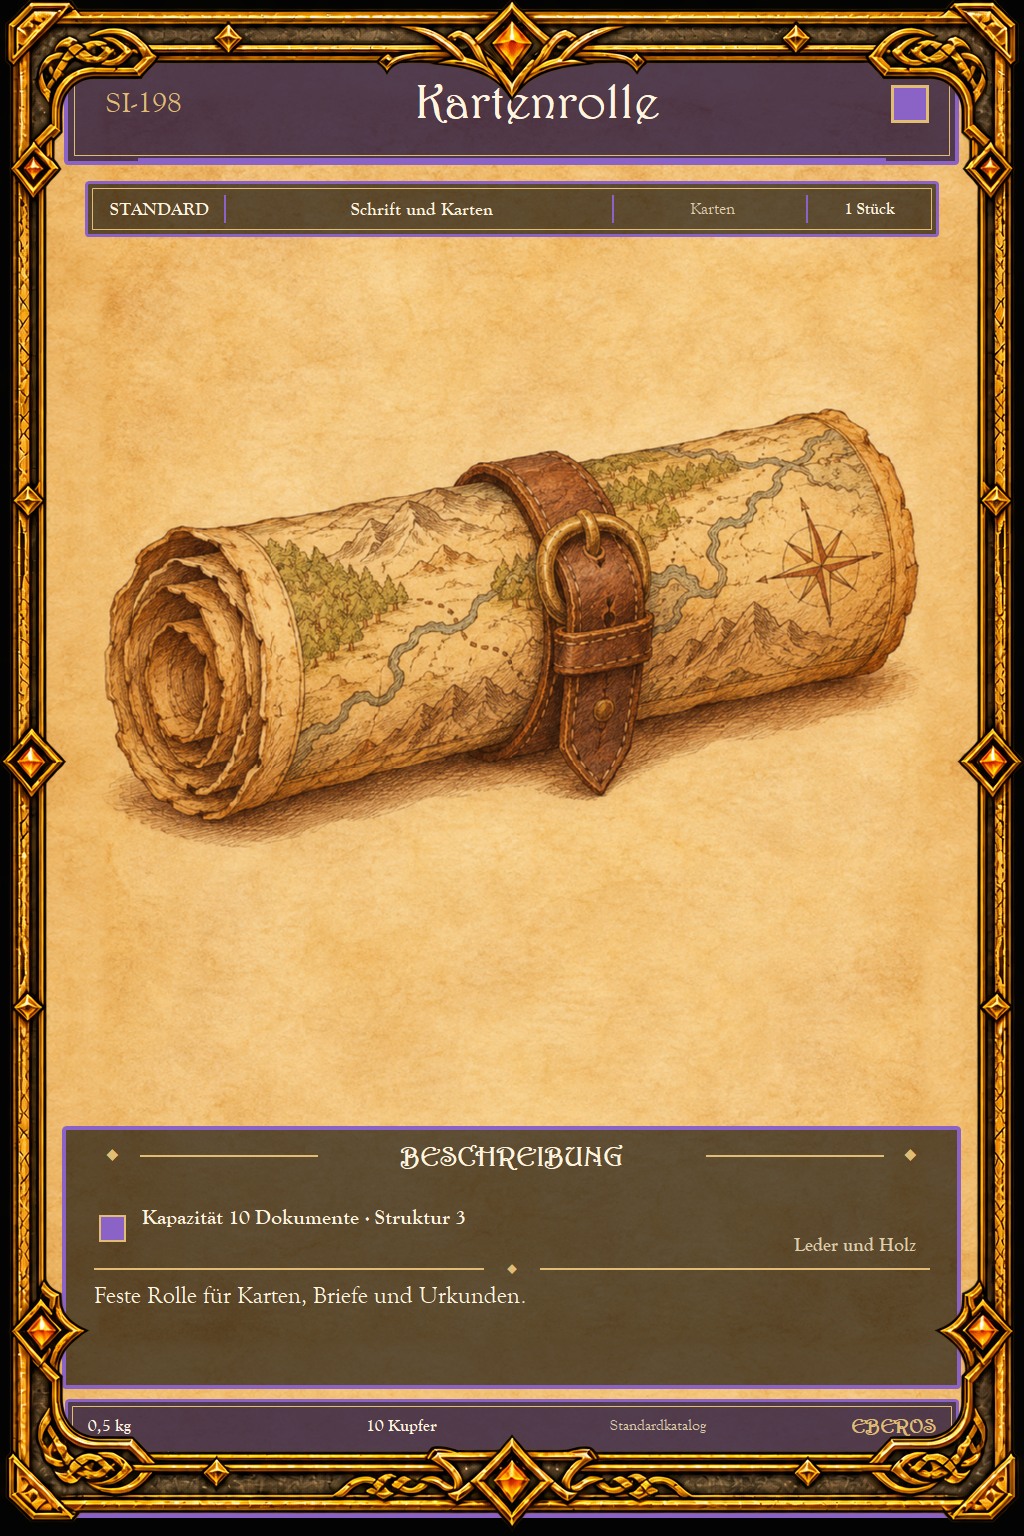 SI-198
Kartenrolle
STANDARD
Schrift und Karten
Karten
1 Stück
BESCHREIBUNG
Kapazität 10 Dokumente · Struktur 3
Leder und Holz
Feste Rolle für Karten, Briefe und Urkunden.
0,5 kg
10 Kupfer
Standardkatalog
EBEROS